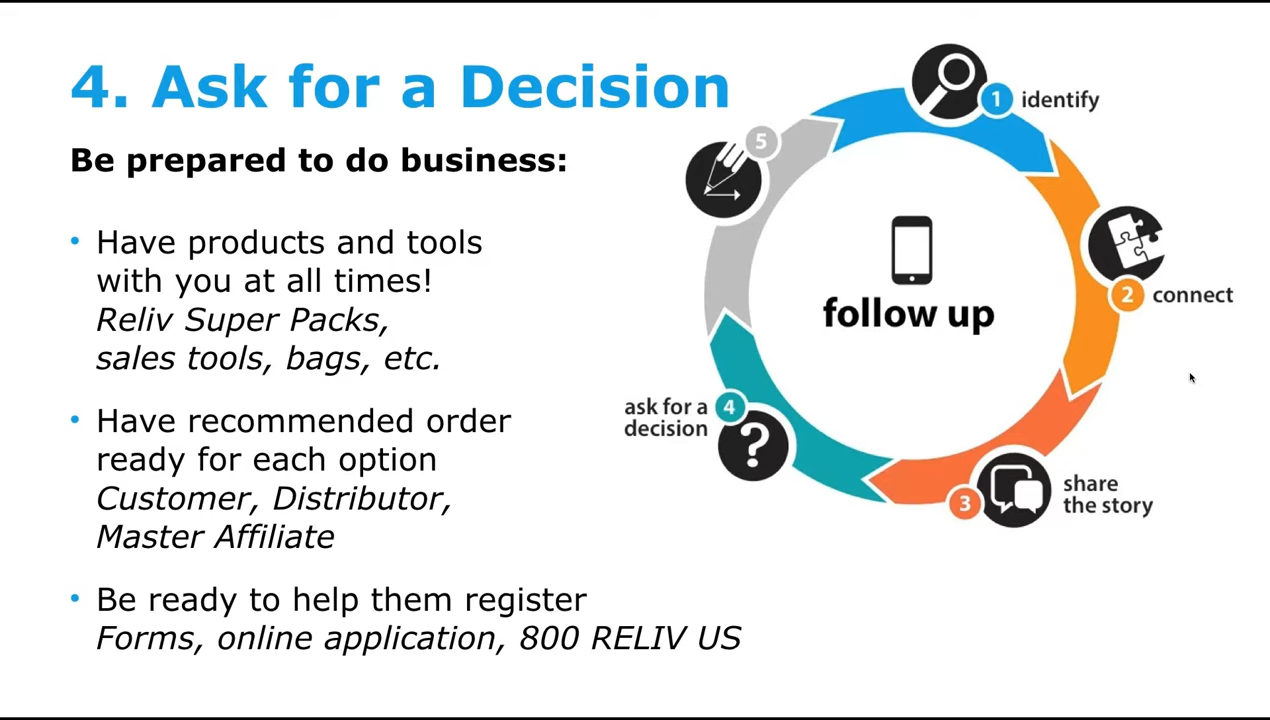 4. Ask for a Decision
Be prepared to do business:
• Have products and tools
with you at all times!
Reliv Super Packs,
sales tools, bags, etc.
• Have recommended order
ready for each option
Customer, Distributor,
Master Affiliate
• Be ready to help them register
Forms, online application, 800 RELIV US
1 identify
2 connect
3 share
the story
4 ask for a
decision
5
follow up